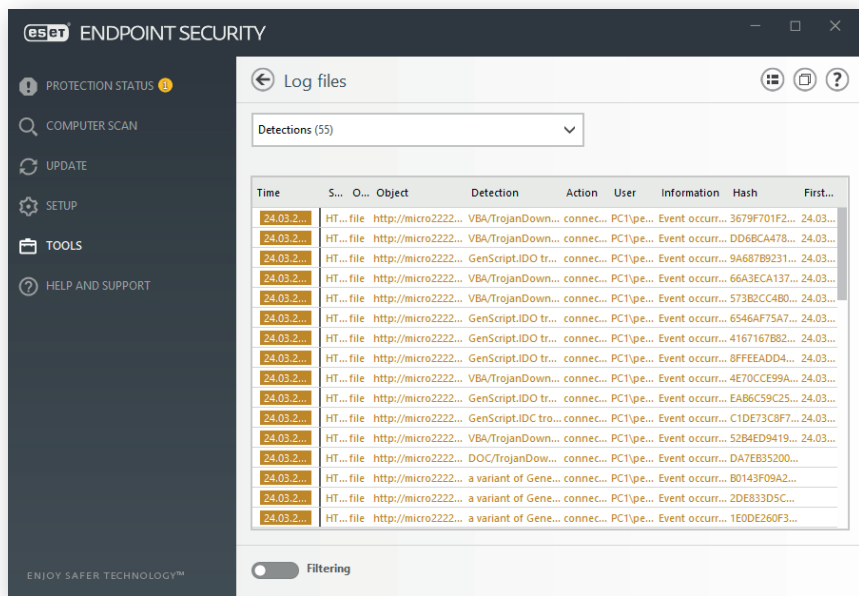 eset ENDPOINT SECURITY
PROTECTION STATUS 1
COMPUTER SCAN
UPDATE
SETUP
TOOLS
HELP AND SUPPORT
ENJOY SAFER TECHNOLOGY™
Log files
?
Detections (55)
Time S... O... Object Detection Action User Information Hash First...
24.03.2... HT... file http://micro2222... VBA/TrojanDown... connec... PC1\pe... Event occurr... 3679F701F2... 24.03...
24.03.2... HT... file http://micro2222... VBA/TrojanDown... connec... PC1\pe... Event occurr... DD6BCA478... 24.03...
24.03.2... HT... file http://micro2222... GenScript.IDO tr... connec... PC1\pe... Event occurr... 9A687B9231... 24.03...
24.03.2... HT... file http://micro2222... VBA/TrojanDown... connec... PC1\pe... Event occurr... 66A3ECA137... 24.03...
24.03.2... HT... file http://micro2222... VBA/TrojanDown... connec... PC1\pe... Event occurr... 573B2CC4B0... 24.03...
24.03.2... HT... file http://micro2222... GenScript.IDO tr... connec... PC1\pe... Event occurr... 6546AF75A7... 24.03...
24.03.2... HT... file http://micro2222... GenScript.IDO tr... connec... PC1\pe... Event occurr... 4167167B82... 24.03...
24.03.2... HT... file http://micro2222... GenScript.IDO tr... connec... PC1\pe... Event occurr... 8FFEEADD4... 24.03...
24.03.2... HT... file http://micro2222... VBA/TrojanDown... connec... PC1\pe... Event occurr... 4E70CCE99A... 24.03...
24.03.2... HT... file http://micro2222... GenScript.IDO tr... connec... PC1\pe... Event occurr... EAB6C59C25... 24.03...
24.03.2... HT... file http://micro2222... GenScript.IDC tro... connec... PC1\pe... Event occurr... C1DE73C8F7... 24.03...
24.03.2... HT... file http://micro2222... VBA/TrojanDown... connec... PC1\pe... Event occurr... 52B4ED9419... 24.03...
24.03.2... HT... file http://micro2222... DOC/TrojanDow... connec... PC1\pe... Event occurr... DA7EB35200...
24.03.2... HT... file http://micro2222... a variant of Gene... connec... PC1\pe... Event occurr... B0143F09A2...
24.03.2... HT... file http://micro2222... a variant of Gene... connec... PC1\pe... Event occurr... 2DE833D5C...
24.03.2... HT... file http://micro2222... a variant of Gene... connec... PC1\pe... Event occurr... 1E0DE260F3...
Filtering